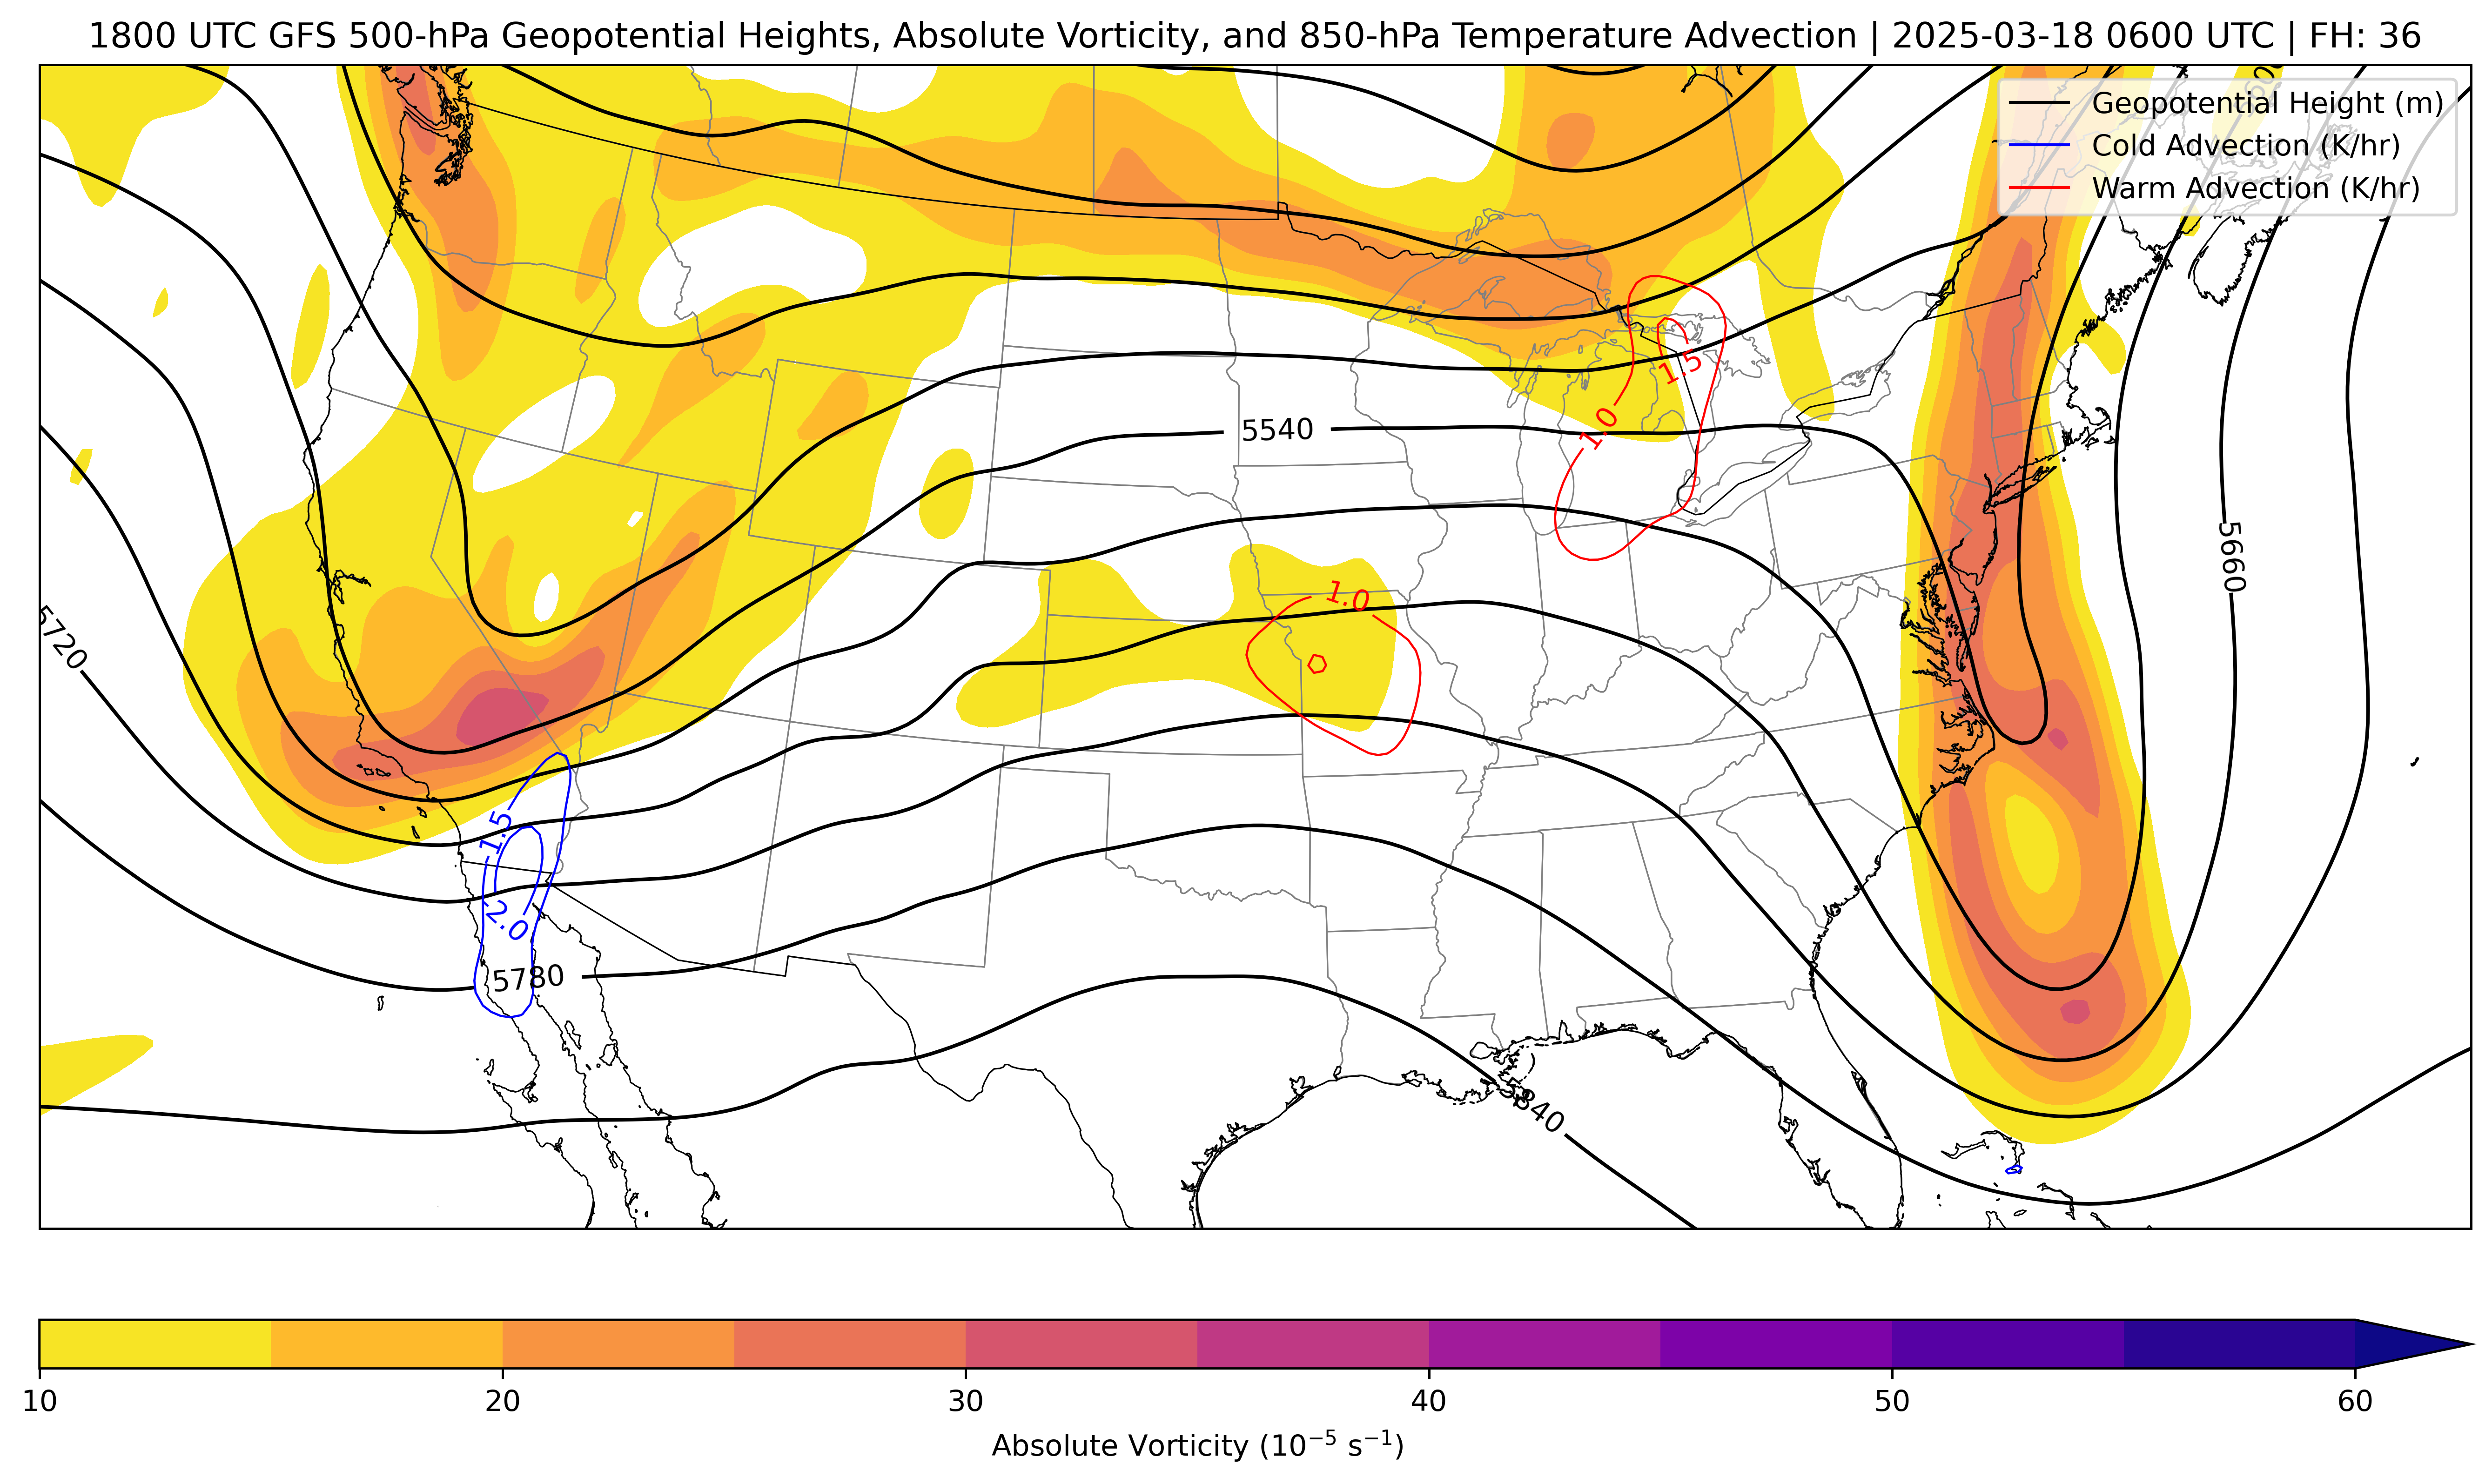 1800 UTC GFS 500-hPa Geopotential Heights, Absolute Vorticity, and 850-hPa Temperature Advection | 2025-03-18 0600 UTC | FH: 36
Geopotential Height (m)
Cold Advection (K/hr)
Warm Advection (K/hr)
1.5
1.0
5540
5660
1.0
5720
-1.5
-2.0
5780
5840
10 20 30 40 50 60
Absolute Vorticity (10⁻⁵ s⁻¹)